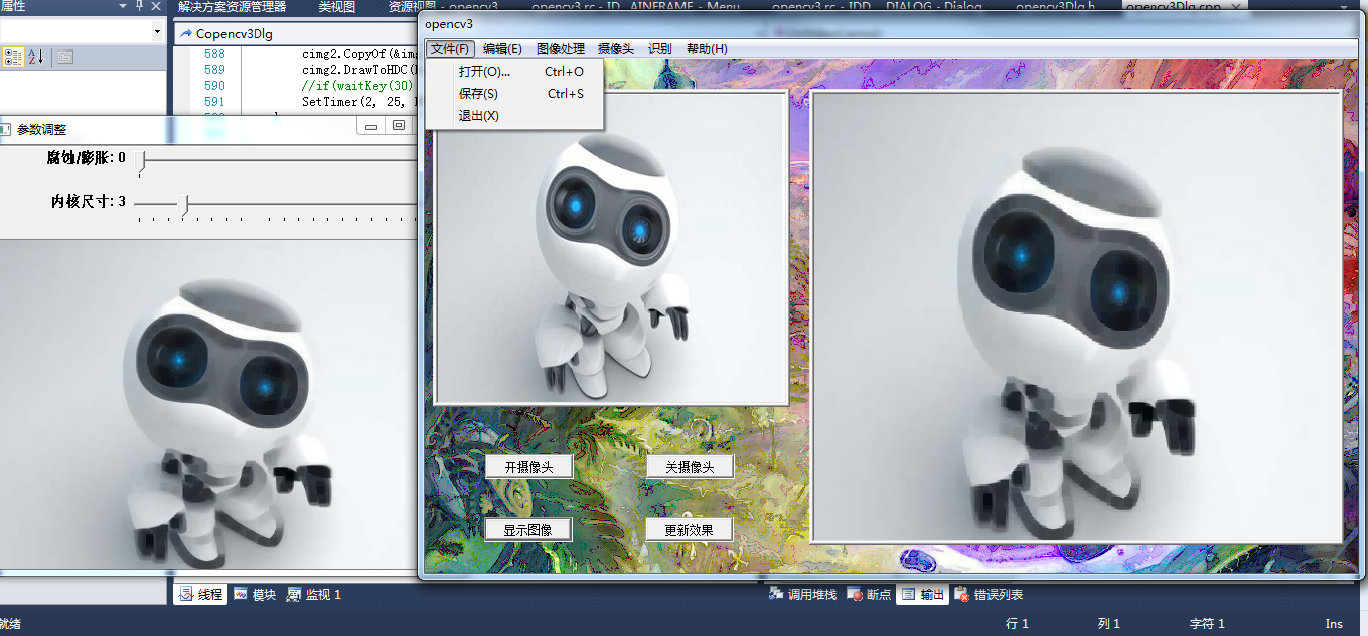 属性
解决方案资源管理器 类视图 资源视图 - opencv3 opencv3.rc - ID_AINFRAME - Menu opencv3.rc - IDD_ DIALOG - Dialog opencv3Dlg.h opencv3Dlg.cpp
Copencv3Dlg
588 cimg2.CopyOf(&im
589 cimg2.DrawToHDC(
590 //if(waitKey(30)
591 SetTimer(2, 25,
参数调整
腐蚀/膨胀: 0
内核尺寸: 3
opencv3
文件(F) 编辑(E) 图像处理 摄像头 识别 帮助(H)
打开(O)... Ctrl+O
保存(S) Ctrl+S
退出(X)
开摄像头 关摄像头
显示图像 更新效果
线程 模块 监视 1 调用堆栈 断点 输出 错误列表
就绪 行 1 列 1 字符 1 Ins